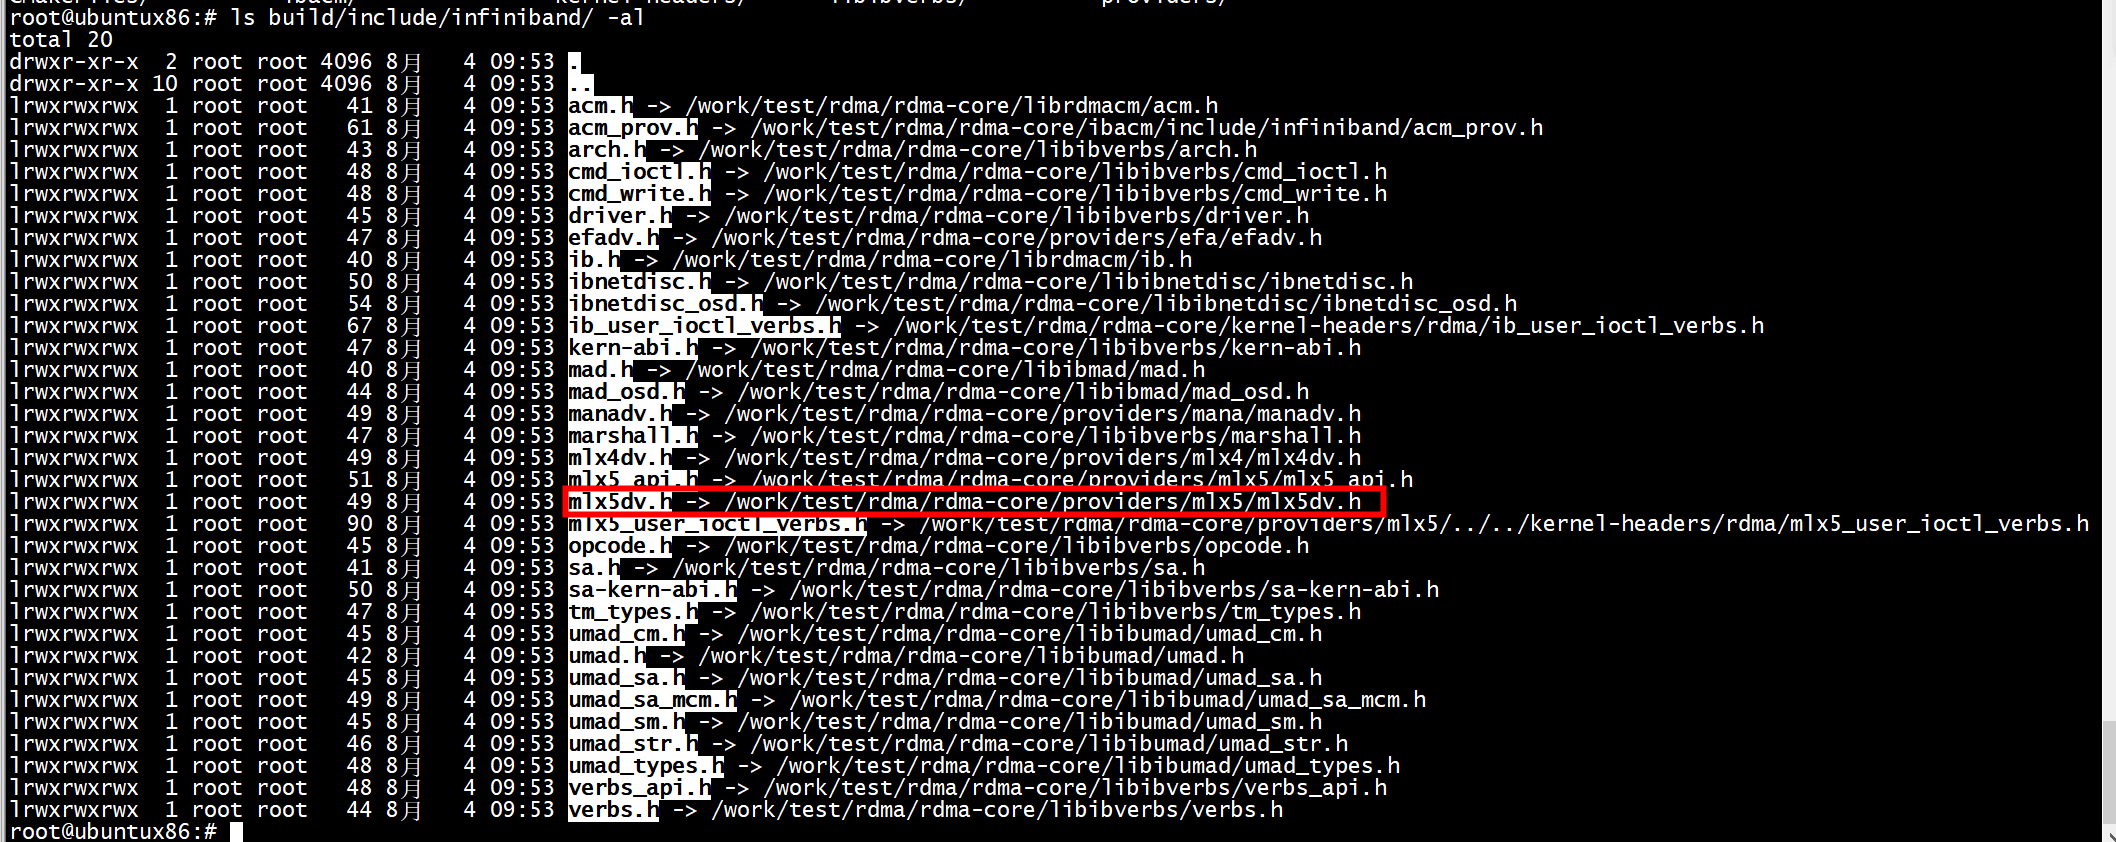 root@ubuntux86:# ls build/include/infiniband/ -al
total 20
drwxr-xr-x  2 root root 4096 8月   4 09:53 .
drwxr-xr-x 10 root root 4096 8月   4 09:53 ..
lrwxrwxrwx  1 root root   41 8月   4 09:53 acm.h -> /work/test/rdma/rdma-core/librdmacm/acm.h
lrwxrwxrwx  1 root root   61 8月   4 09:53 acm_prov.h -> /work/test/rdma/rdma-core/ibacm/include/infiniband/acm_prov.h
lrwxrwxrwx  1 root root   43 8月   4 09:53 arch.h -> /work/test/rdma/rdma-core/libibverbs/arch.h
lrwxrwxrwx  1 root root   48 8月   4 09:53 cmd_ioctl.h -> /work/test/rdma/rdma-core/libibverbs/cmd_ioctl.h
lrwxrwxrwx  1 root root   48 8月   4 09:53 cmd_write.h -> /work/test/rdma/rdma-core/libibverbs/cmd_write.h
lrwxrwxrwx  1 root root   45 8月   4 09:53 driver.h -> /work/test/rdma/rdma-core/libibverbs/driver.h
lrwxrwxrwx  1 root root   47 8月   4 09:53 efadv.h -> /work/test/rdma/rdma-core/providers/efa/efadv.h
lrwxrwxrwx  1 root root   40 8月   4 09:53 ib.h -> /work/test/rdma/rdma-core/librdmacm/ib.h
lrwxrwxrwx  1 root root   50 8月   4 09:53 ibnetdisc.h -> /work/test/rdma/rdma-core/libibnetdisc/ibnetdisc.h
lrwxrwxrwx  1 root root   54 8月   4 09:53 ibnetdisc_osd.h -> /work/test/rdma/rdma-core/libibnetdisc/ibnetdisc_osd.h
lrwxrwxrwx  1 root root   67 8月   4 09:53 ib_user_ioctl_verbs.h -> /work/test/rdma/rdma-core/kernel-headers/rdma/ib_user_ioctl_verbs.h
lrwxrwxrwx  1 root root   47 8月   4 09:53 kern-abi.h -> /work/test/rdma/rdma-core/libibverbs/kern-abi.h
lrwxrwxrwx  1 root root   40 8月   4 09:53 mad.h -> /work/test/rdma/rdma-core/libibmad/mad.h
lrwxrwxrwx  1 root root   44 8月   4 09:53 mad_osd.h -> /work/test/rdma/rdma-core/libibmad/mad_osd.h
lrwxrwxrwx  1 root root   49 8月   4 09:53 manadv.h -> /work/test/rdma/rdma-core/providers/mana/manadv.h
lrwxrwxrwx  1 root root   47 8月   4 09:53 marshall.h -> /work/test/rdma/rdma-core/libibverbs/marshall.h
lrwxrwxrwx  1 root root   49 8月   4 09:53 mlx4dv.h -> /work/test/rdma/rdma-core/providers/mlx4/mlx4dv.h
lrwxrwxrwx  1 root root   51 8月   4 09:53 mlx5_api.h -> /work/test/rdma/rdma-core/providers/mlx5/mlx5_api.h
lrwxrwxrwx  1 root root   49 8月   4 09:53 mlx5dv.h -> /work/test/rdma/rdma-core/providers/mlx5/mlx5dv.h
lrwxrwxrwx  1 root root   90 8月   4 09:53 mlx5_user_ioctl_verbs.h -> /work/test/rdma/rdma-core/providers/mlx5/../../kernel-headers/rdma/mlx5_user_ioctl_verbs.h
lrwxrwxrwx  1 root root   45 8月   4 09:53 opcode.h -> /work/test/rdma/rdma-core/libibverbs/opcode.h
lrwxrwxrwx  1 root root   41 8月   4 09:53 sa.h -> /work/test/rdma/rdma-core/libibverbs/sa.h
lrwxrwxrwx  1 root root   50 8月   4 09:53 sa-kern-abi.h -> /work/test/rdma/rdma-core/libibverbs/sa-kern-abi.h
lrwxrwxrwx  1 root root   47 8月   4 09:53 tm_types.h -> /work/test/rdma/rdma-core/libibverbs/tm_types.h
lrwxrwxrwx  1 root root   45 8月   4 09:53 umad_cm.h -> /work/test/rdma/rdma-core/libibumad/umad_cm.h
lrwxrwxrwx  1 root root   42 8月   4 09:53 umad.h -> /work/test/rdma/rdma-core/libibumad/umad.h
lrwxrwxrwx  1 root root   45 8月   4 09:53 umad_sa.h -> /work/test/rdma/rdma-core/libibumad/umad_sa.h
lrwxrwxrwx  1 root root   49 8月   4 09:53 umad_sa_mcm.h -> /work/test/rdma/rdma-core/libibumad/umad_sa_mcm.h
lrwxrwxrwx  1 root root   45 8月   4 09:53 umad_sm.h -> /work/test/rdma/rdma-core/libibumad/umad_sm.h
lrwxrwxrwx  1 root root   46 8月   4 09:53 umad_str.h -> /work/test/rdma/rdma-core/libibumad/umad_str.h
lrwxrwxrwx  1 root root   48 8月   4 09:53 umad_types.h -> /work/test/rdma/rdma-core/libibumad/umad_types.h
lrwxrwxrwx  1 root root   48 8月   4 09:53 verbs_api.h -> /work/test/rdma/rdma-core/libibverbs/verbs_api.h
lrwxrwxrwx  1 root root   44 8月   4 09:53 verbs.h -> /work/test/rdma/rdma-core/libibverbs/verbs.h
root@ubuntux86:#